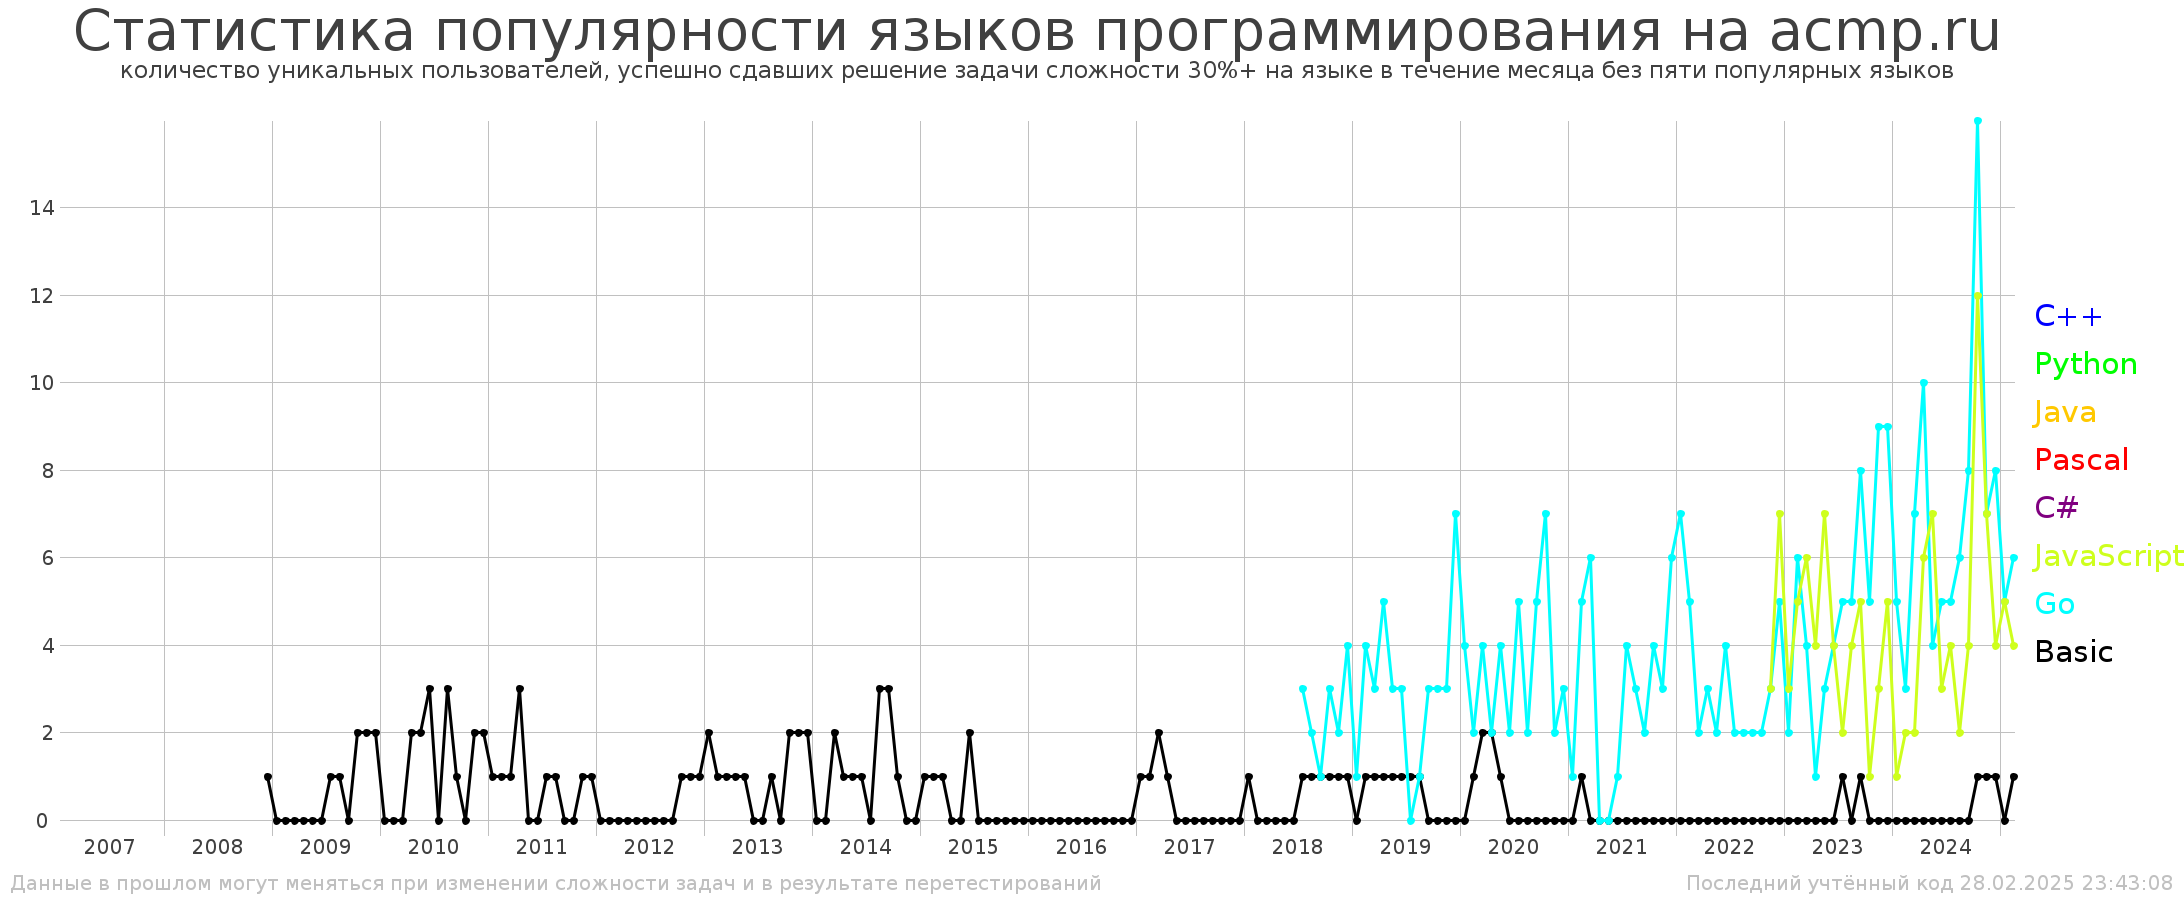 Статистика популярности языков программирования на acmp.ru
количество уникальных пользователей, успешно сдавших решение задачи сложности 30%+ на языке в течение месяца без пяти популярных языков
14
12
10
8
6
4
2
0
C++
Python
Java
Pascal
C#
JavaScript
Go
Basic
2007 2008 2009 2010 2011 2012 2013 2014 2015 2016 2017 2018 2019 2020 2021 2022 2023 2024
Данные в прошлом могут меняться при изменении сложности задач и в результате перетестирований
Последний учтённый код 28.02.2025 23:43:08